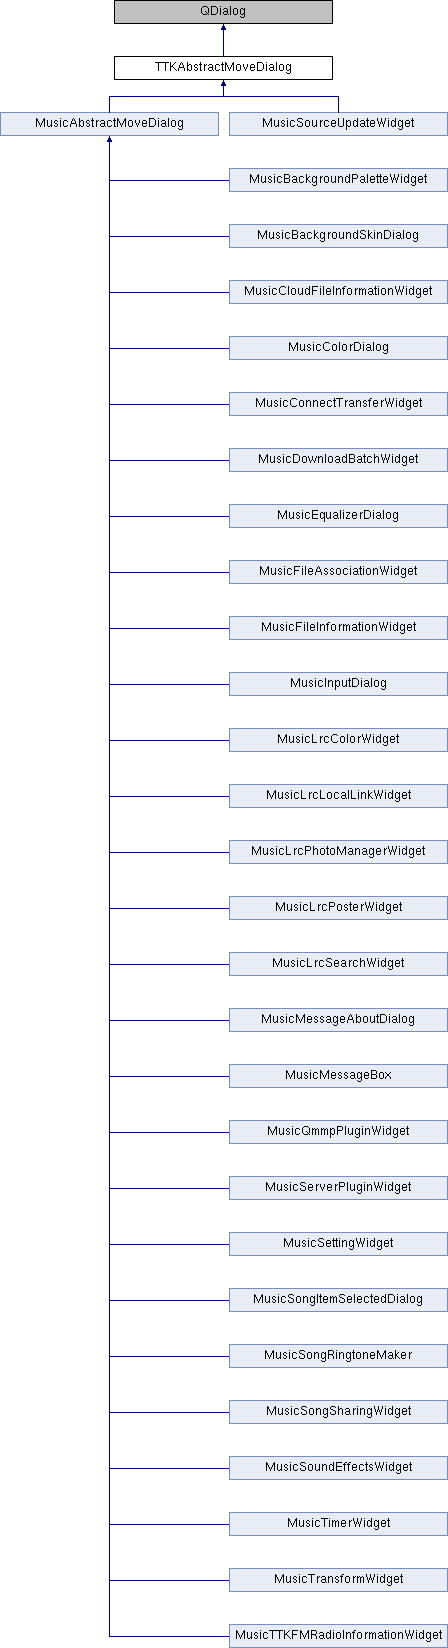 QDialog
TTKAbstractMoveDialog
MusicAbstractMoveDialog
MusicSourceUpdateWidget
MusicBackgroundPaletteWidget
MusicBackgroundSkinDialog
MusicCloudFileInformationWidget
MusicColorDialog
MusicConnectTransferWidget
MusicDownloadBatchWidget
MusicEqualizerDialog
MusicFileAssociationWidget
MusicFileInformationWidget
MusicInputDialog
MusicLrcColorWidget
MusicLrcLocalLinkWidget
MusicLrcPhotoManagerWidget
MusicLrcPosterWidget
MusicLrcSearchWidget
MusicMessageAboutDialog
MusicMessageBox
MusicQmmpPluginWidget
MusicServerPluginWidget
MusicSettingWidget
MusicSongItemSelectedDialog
MusicSongRingtoneMaker
MusicSongSharingWidget
MusicSoundEffectsWidget
MusicTimerWidget
MusicTransformWidget
MusicTTKFMRadioInformationWidget